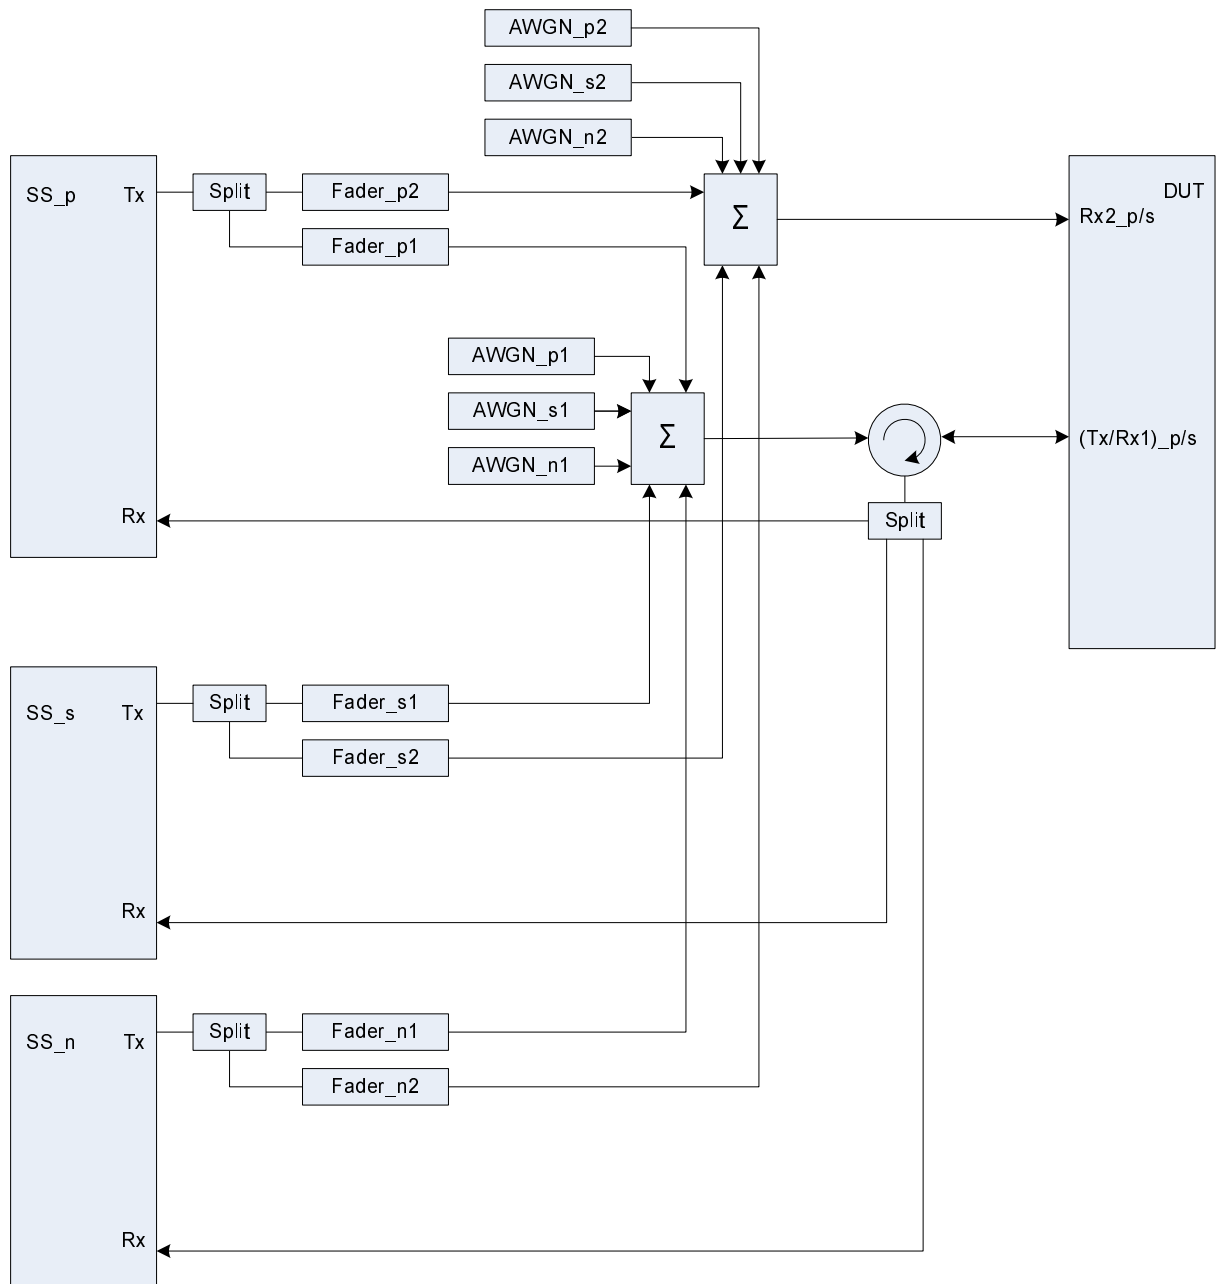 AWGN_p2
AWGN_s2
AWGN_n2
SS_p Tx
Split
Fader_p2
Fader_p1
Σ
DUT
Rx2_p/s
AWGN_p1
AWGN_s1
AWGN_n1
Σ
(Tx/Rx1)_p/s
Rx
Split
SS_s Tx
Split
Fader_s1
Fader_s2
Rx
SS_n Tx
Split
Fader_n1
Fader_n2
Rx